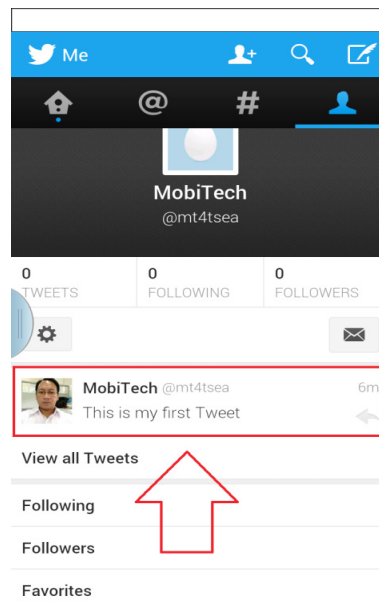 Me
@ #
MobiTech
@mt4tsea
0 0 0
TWEETS FOLLOWING FOLLOWERS
MobiTech @mt4tsea 6m
This is my first Tweet
View all Tweets
Following
Followers
Favorites